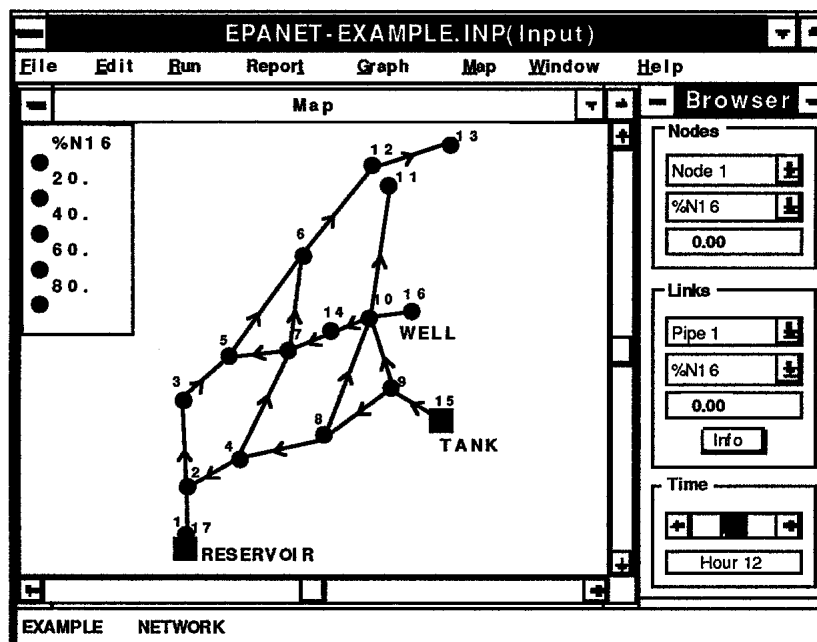 EPANET-EXAMPLE.INP(Input)
File Edit Run Report Graph Map Window Help
Map
Browser
%N16
20.
40.
60.
80.
13
12
11
6
16
10
14
WELL
5
7
3
9
15
8
TANK
4
2
1 17
RESERVOIR
Nodes
Node 1
%N16
0.00
Links
Pipe 1
%N16
0.00
Info
Time
Hour 12
EXAMPLE NETWORK